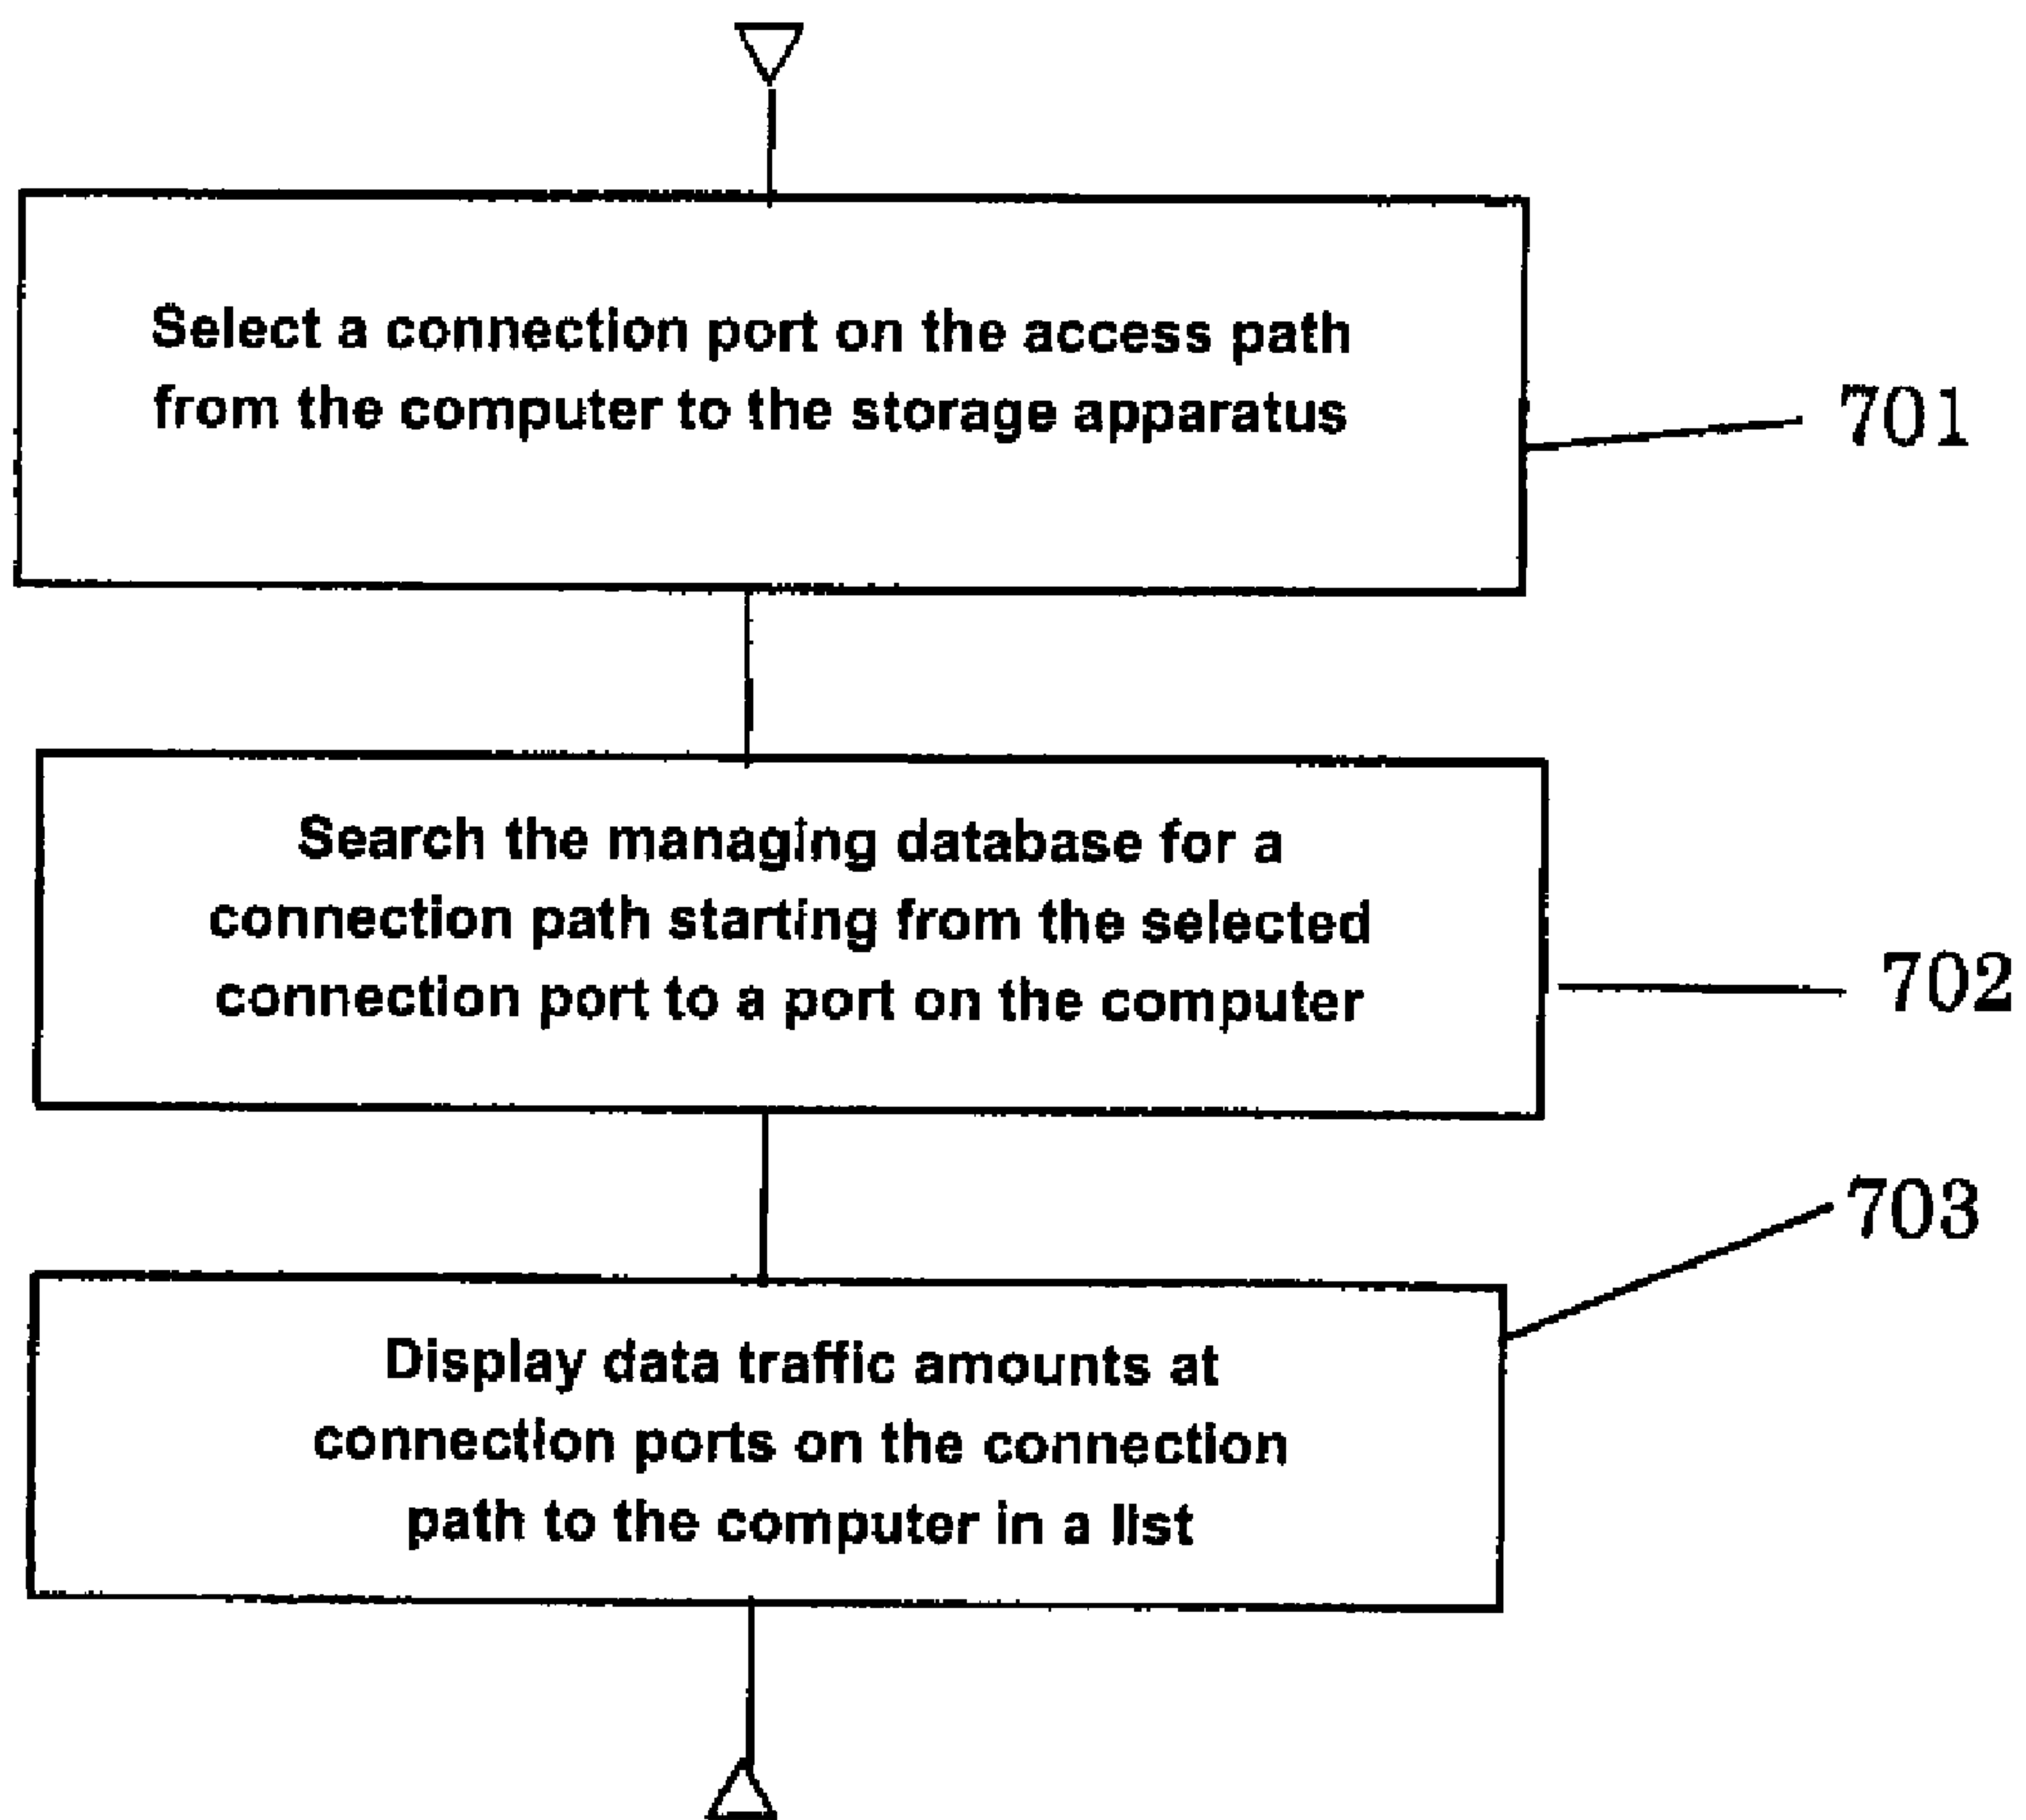 Select a connection port on the access path
from the computer to the storage apparatus
701
Search the managing database for a
connection path starting from the selected
connection port to a port on the computer
702
703
Display data traffic amounts at
connection ports on the connection
path to the computer in a list